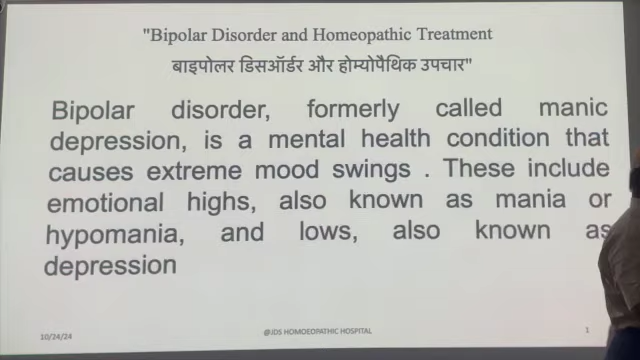 "Bipolar Disorder and Homeopathic Treatment
बाइपोलर डिसऑर्डर और होम्योपैथिक उपचार"
Bipolar disorder, formerly called manic
depression, is a mental health condition that
causes extreme mood swings . These include
emotional highs, also known as mania or
hypomania, and lows, also known as
depression
10/24/24
@JDS HOMOEOPATHIC HOSPITAL
1